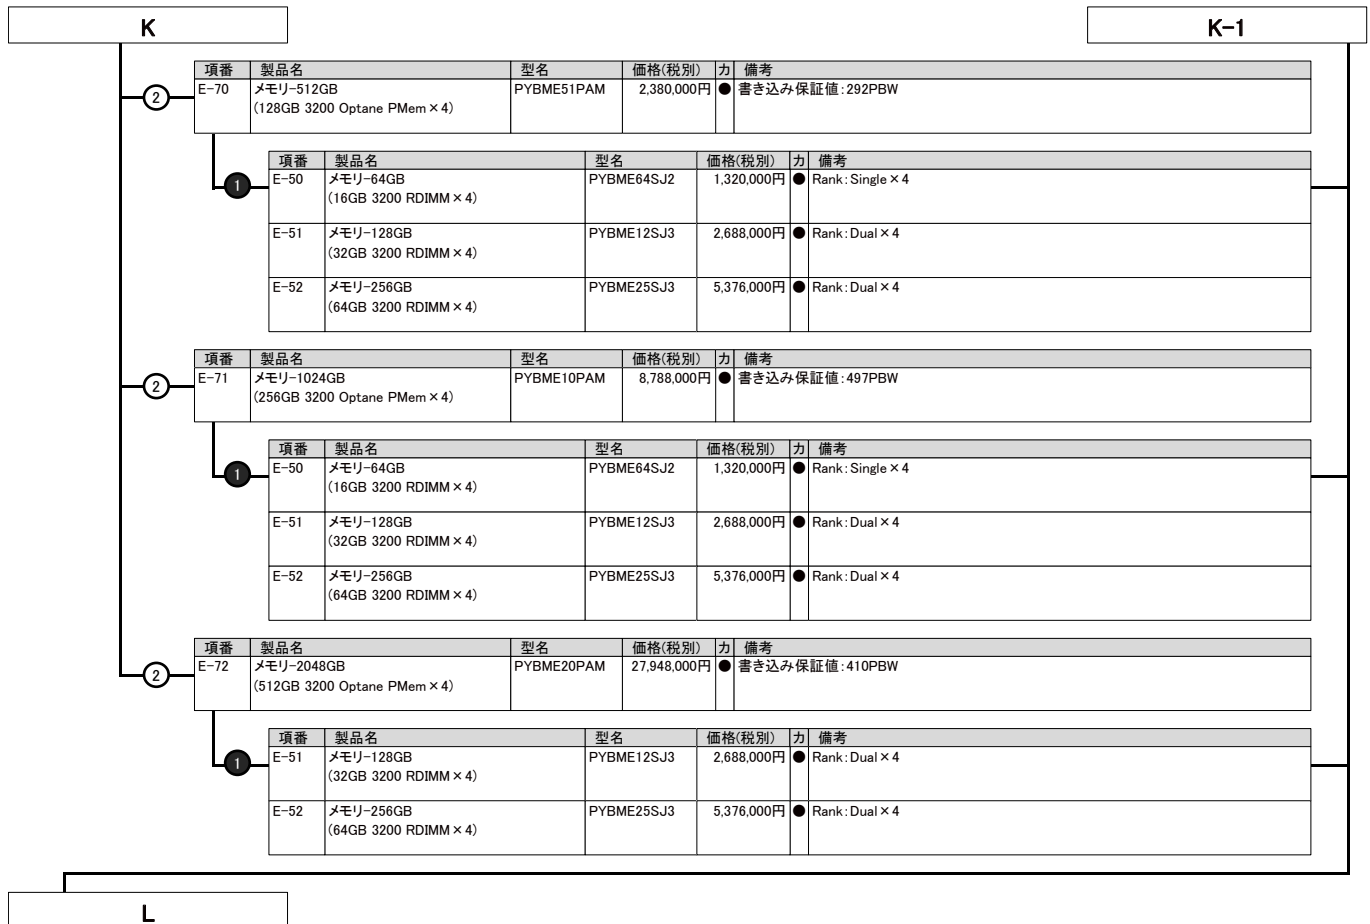 K
K-1
項番 製品名 型名 価格(税別) カ 備考
2 E-70 メモリ-512GB PYBME51PAM 2,380,000円 ● 書き込み保証値:292PBW
(128GB 3200 Optane PMem×4)
項番 製品名 型名 価格(税別) カ 備考
1 E-50 メモリ-64GB PYBME64SJ2 1,320,000円 ● Rank:Single×4
(16GB 3200 RDIMM×4)
E-51 メモリ-128GB PYBME12SJ3 2,688,000円 ● Rank:Dual×4
(32GB 3200 RDIMM×4)
E-52 メモリ-256GB PYBME25SJ3 5,376,000円 ● Rank:Dual×4
(64GB 3200 RDIMM×4)
項番 製品名 型名 価格(税別) カ 備考
2 E-71 メモリ-1024GB PYBME10PAM 8,788,000円 ● 書き込み保証値:497PBW
(256GB 3200 Optane PMem×4)
項番 製品名 型名 価格(税別) カ 備考
1 E-50 メモリ-64GB PYBME64SJ2 1,320,000円 ● Rank:Single×4
(16GB 3200 RDIMM×4)
E-51 メモリ-128GB PYBME12SJ3 2,688,000円 ● Rank:Dual×4
(32GB 3200 RDIMM×4)
E-52 メモリ-256GB PYBME25SJ3 5,376,000円 ● Rank:Dual×4
(64GB 3200 RDIMM×4)
項番 製品名 型名 価格(税別) カ 備考
2 E-72 メモリ-2048GB PYBME20PAM 27,948,000円 ● 書き込み保証値:410PBW
(512GB 3200 Optane PMem×4)
項番 製品名 型名 価格(税別) カ 備考
1 E-51 メモリ-128GB PYBME12SJ3 2,688,000円 ● Rank:Dual×4
(32GB 3200 RDIMM×4)
E-52 メモリ-256GB PYBME25SJ3 5,376,000円 ● Rank:Dual×4
(64GB 3200 RDIMM×4)
L